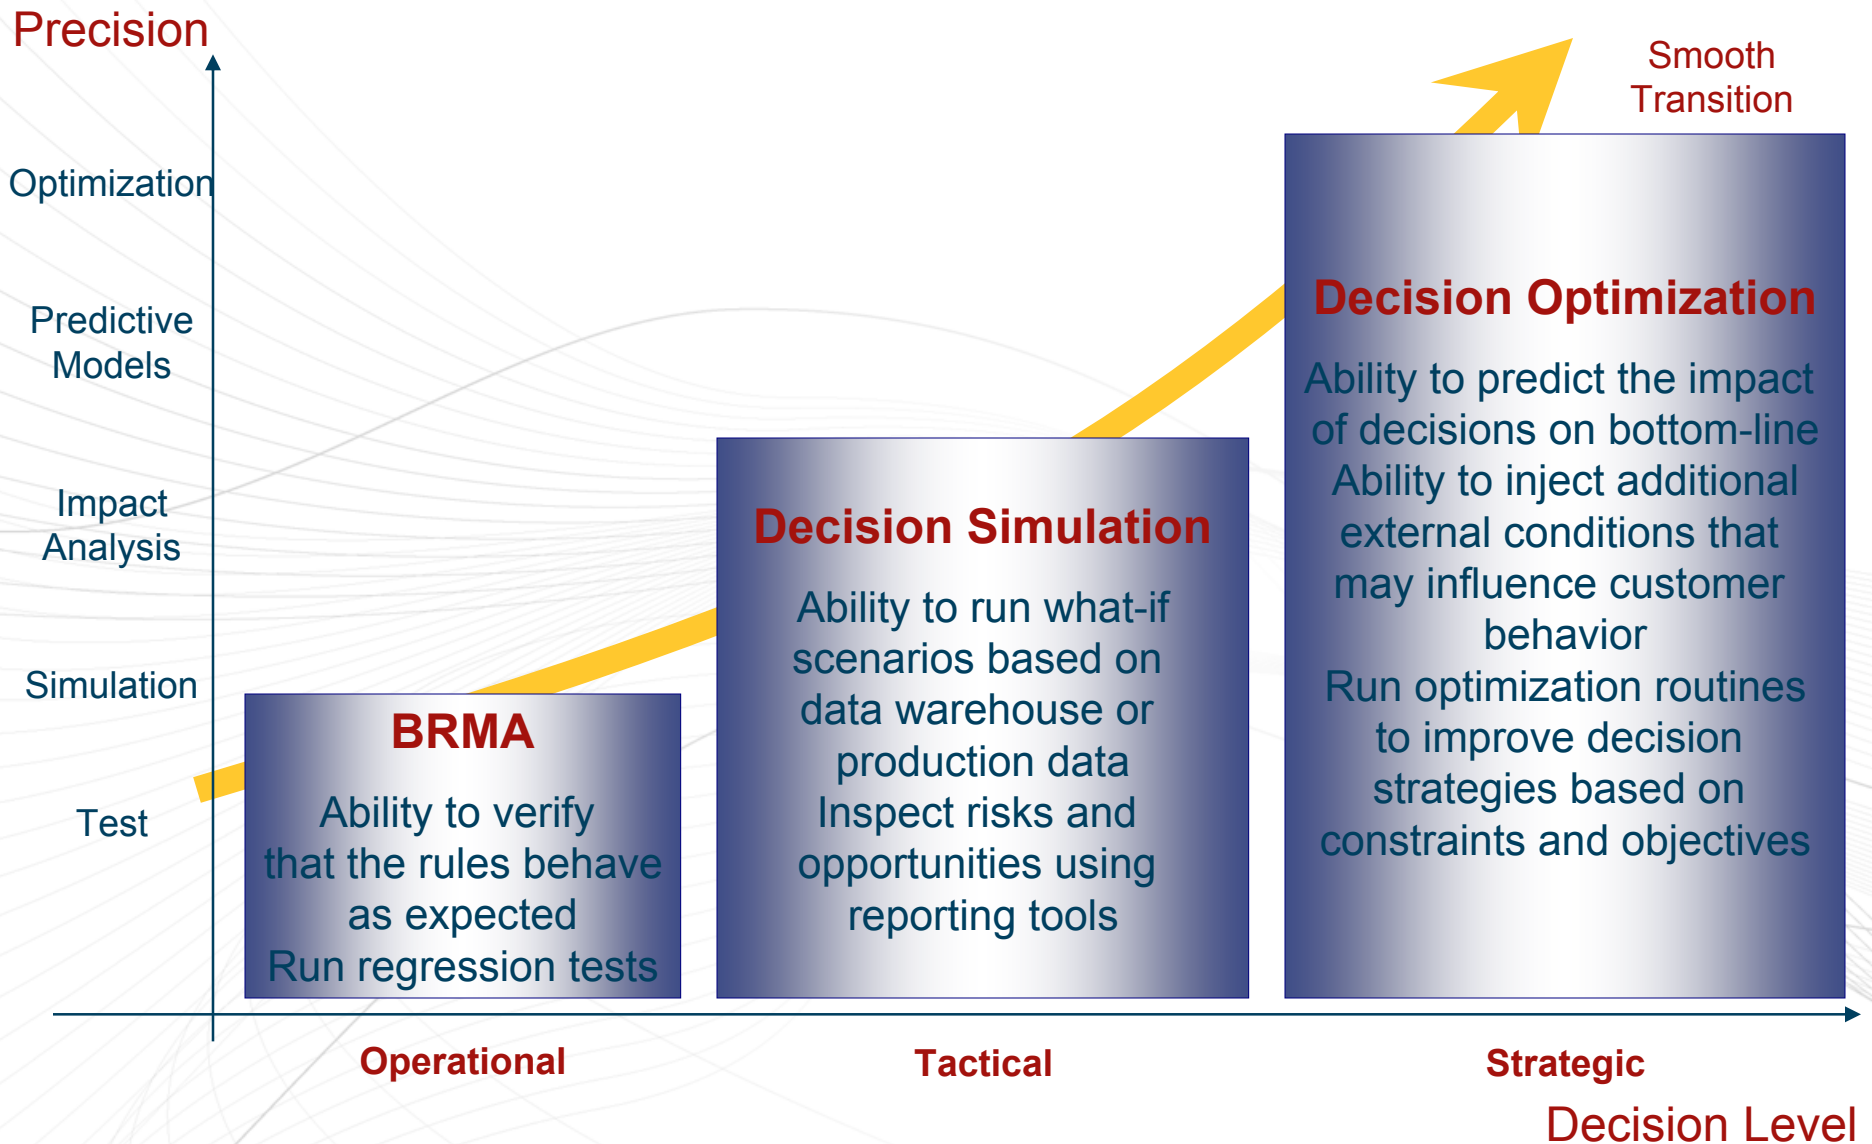 Precision
Smooth
Transition
Optimization
Predictive
Models
Impact
Analysis
Simulation
Test
BRMA
Ability to verify
that the rules behave
as expected
Run regression tests
Decision Simulation
Ability to run what-if
scenarios based on
data warehouse or
production data
Inspect risks and
opportunities using
reporting tools
Decision Optimization
Ability to predict the impact
of decisions on bottom-line
Ability to inject additional
external conditions that
may influence customer
behavior
Run optimization routines
to improve decision
strategies based on
constraints and objectives
Operational
Tactical
Strategic
Decision Level